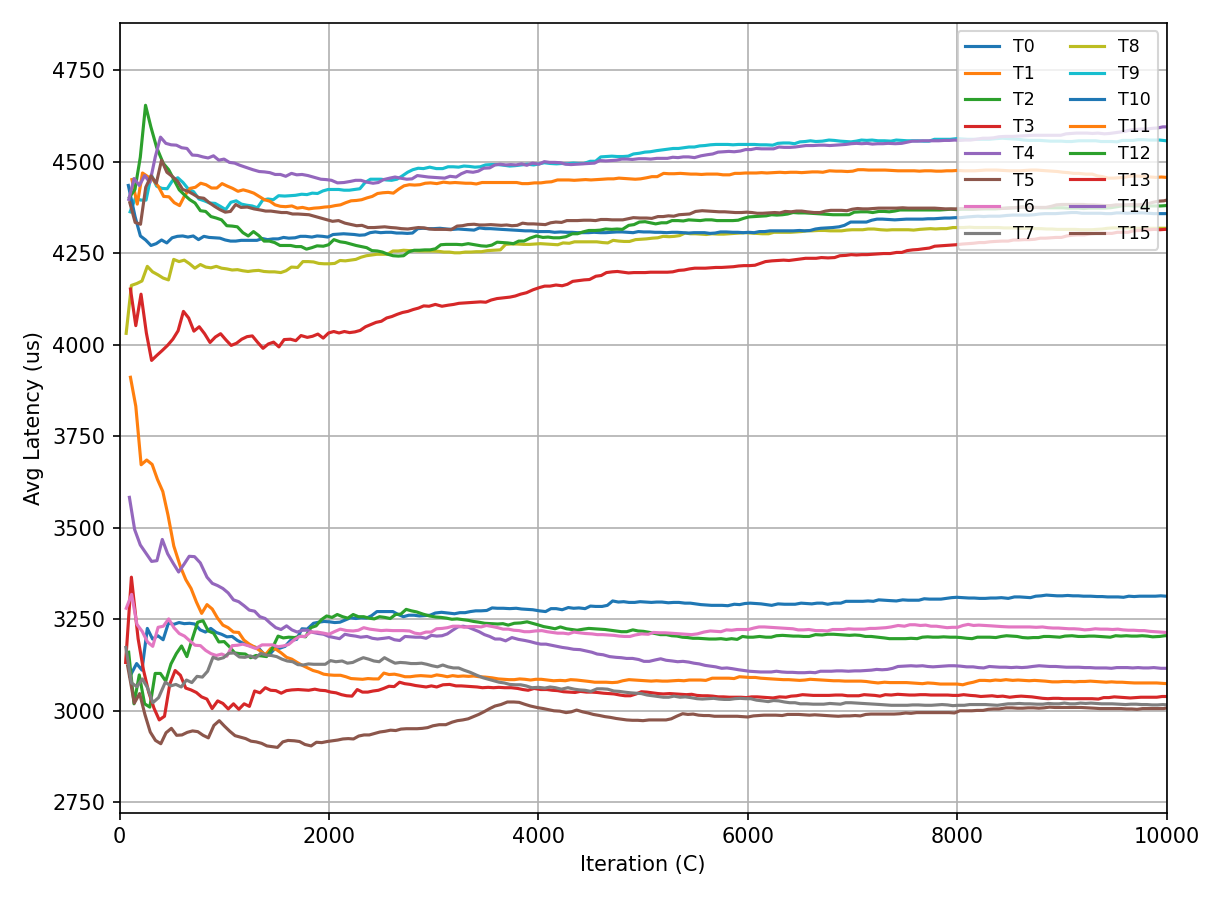 4750
4500
4250
4000
3750
3500
3250
3000
2750
Avg Latency (us)
0 2000 4000 6000 8000 10000
Iteration (C)
T0 T8
T1 T9
T2 T10
T3 T11
T4 T12
T5 T13
T6 T14
T7 T15